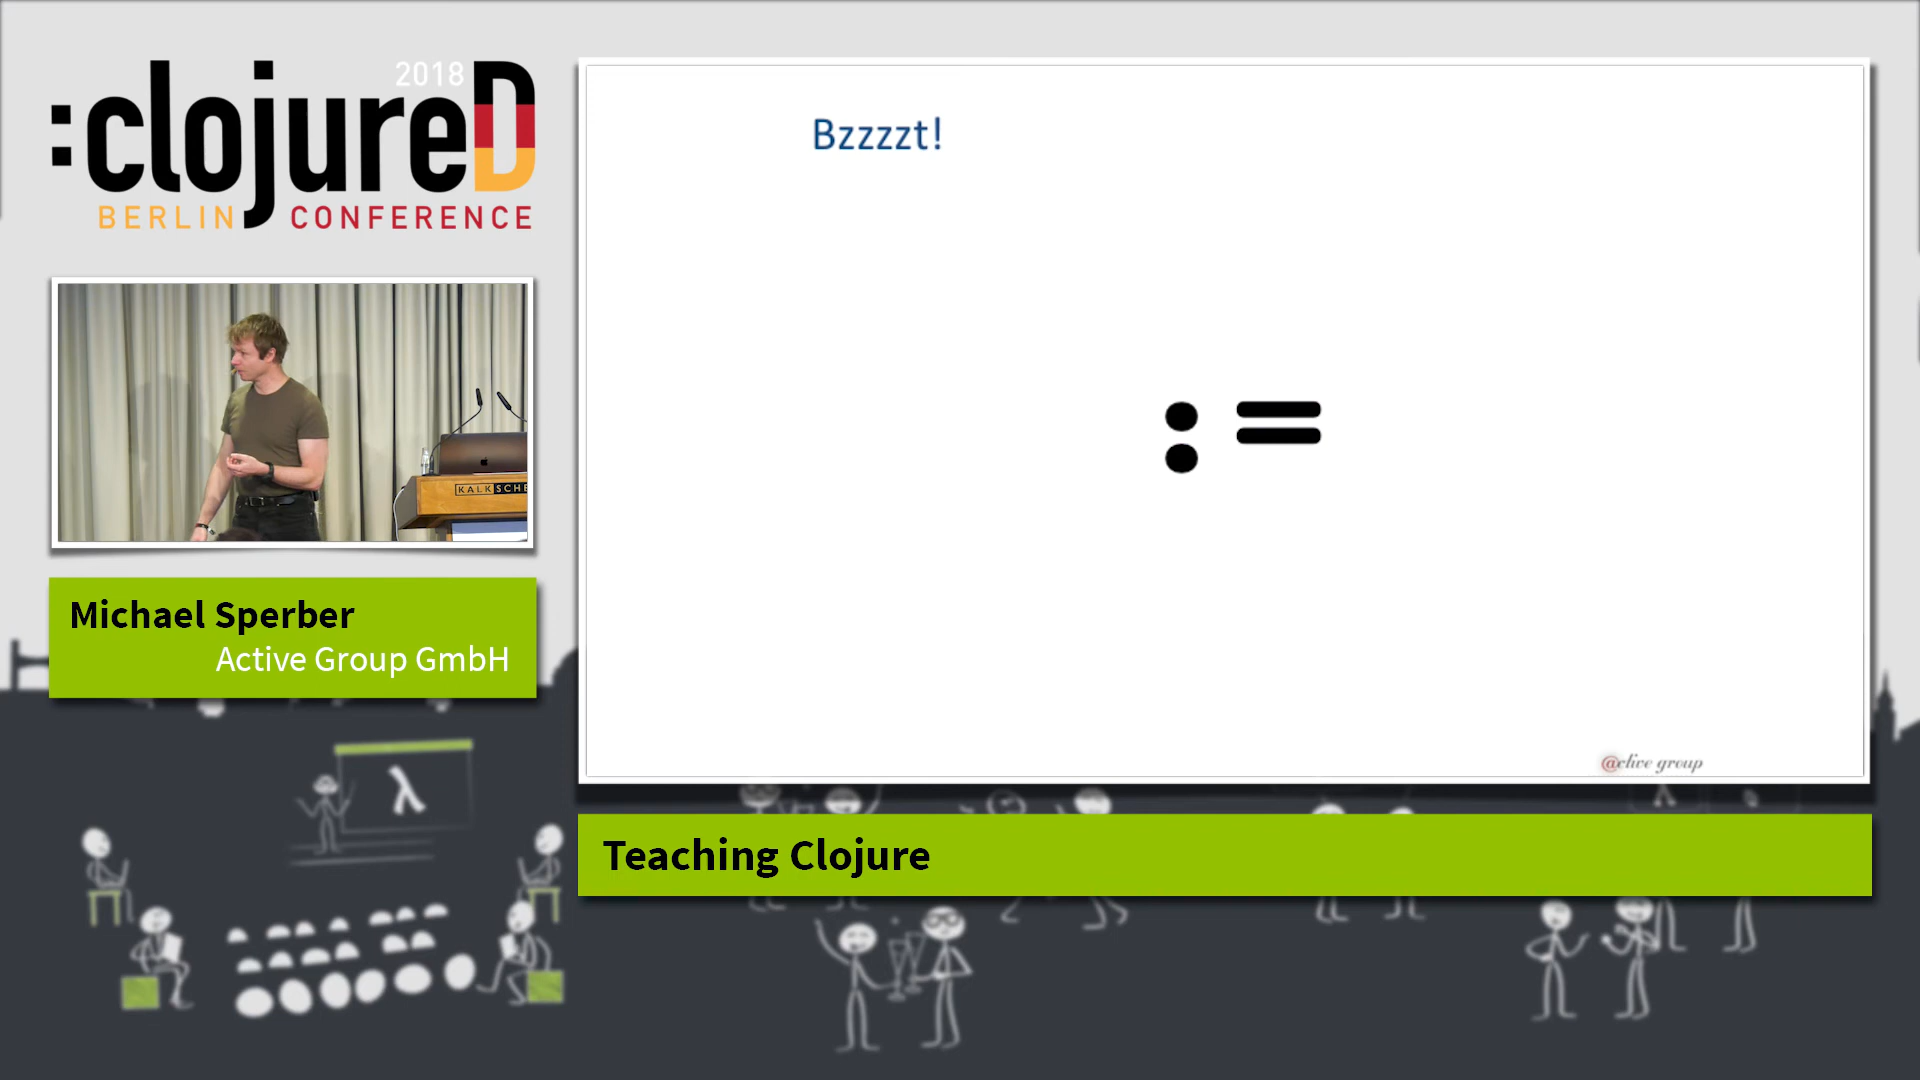 2018
:clojureD
BERLIN CONFERENCE
Bzzzzt!
:=
KALKSCHE
Michael Sperber
Active Group GmbH
λ
@ctive group
Teaching Clojure